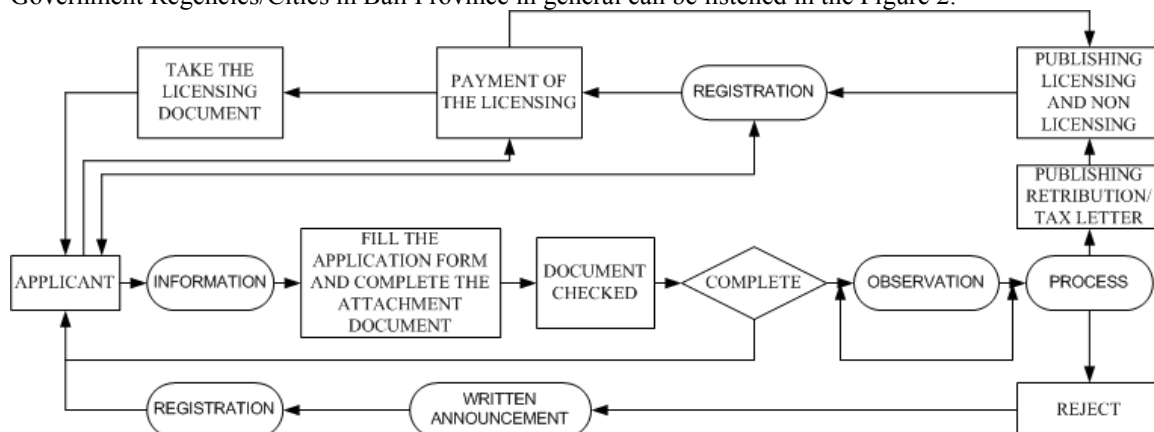 Government Regencies/Cities in Bali Province in general can be listened in the Figure 2.
TAKE THE
LICENSING
DOCUMENT
PAYMENT OF
THE LICENSING
REGISTRATION
PUBLISHING
LICENSING
AND NON
LICENSING
PUBLISHING
RETRIBUTION/
TAX LETTER
APPLICANT
INFORMATION
FILL THE
APPLICATION FORM
AND COMPLETE THE
ATTACHMENT
DOCUMENT
DOCUMENT
CHECKED
COMPLETE
OBSERVATION
PROCESS
REGISTRATION
WRITTEN
ANNOUNCEMENT
REJECT